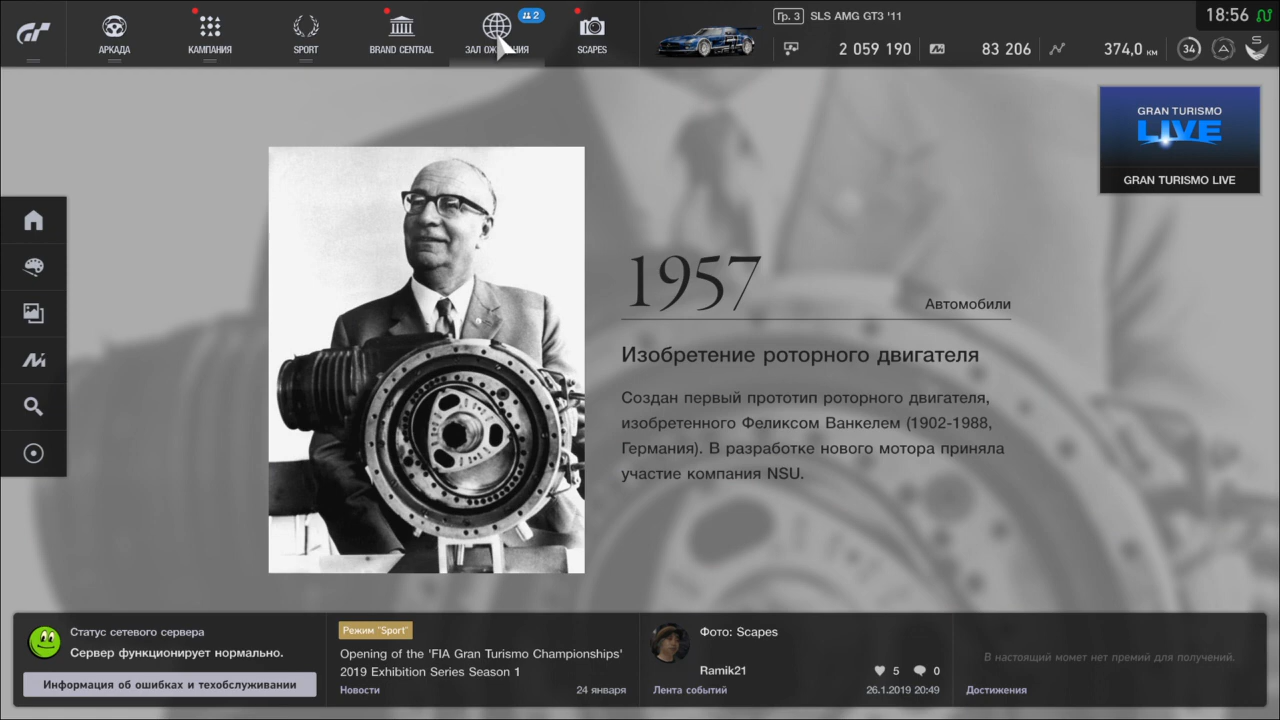 АРКАДА
КАМПАНИЯ
SPORT
BRAND CENTRAL
2
SCAPES
Гр. 3 SLS AMG GT3 '11
2 059 190
83 206
374,0 км
34
A
S
18:56
GRAN TURISMO
LIVE
GRAN TURISMO LIVE
1957
Автомобили
Изобретение роторного двигателя
Создан первый прототип роторного двигателя,
изобретенного Феликсом Ванкелем (1902-1988,
Германия). В разработке нового мотора приняла
участие компания NSU.
Статус сетевого сервера
Сервер функционирует нормально.
Информация об ошибках и техобслуживании
Режим "Sport"
Opening of the 'FIA Gran Turismo Championships'
2019 Exhibition Series Season 1
Новости
24 января
Фото: Scapes
Ramik21
5
0
Лента событий
26.1.2019 20:49
В настоящий момет нет премий для получений.
Достижения